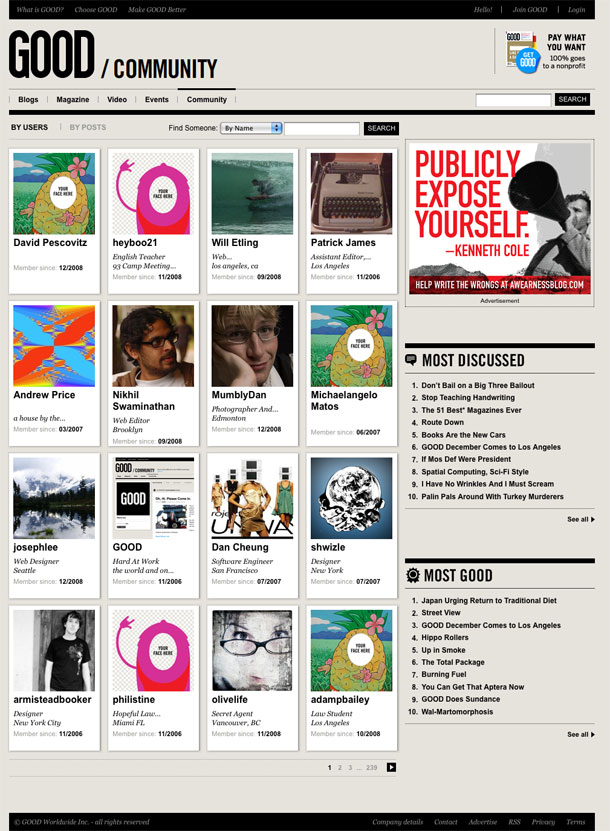 What is GOOD? Choose GOOD Make GOOD Better
Hello! | Join GOOD | Login
GOOD / COMMUNITY
GOOD
GET GOOD
PAY WHAT
YOU WANT
100% goes
to a nonprofit
Blogs | Magazine | Video | Events | Community
SEARCH
BY USERS | BY POSTS
Find Someone: By Name SEARCH
YOUR
FACE HERE
David Pescovitz
Member since: 12/2008
YOUR
FACE HERE
heyboo21
English Teacher
93 Camp Meeting...
Member since: 11/2008
Will Etling
Web...
los angeles, ca
Member since: 09/2008
Patrick James
Assistant Editor,...
Los Angeles
Member since: 11/2006
Andrew Price
a house by the...
Member since: 03/2007
Nikhil
Swaminathan
Web Editor
Brooklyn
Member since: 09/2008
MumblyDan
Photographer And...
Edmonton
Member since: 12/2008
YOUR
FACE HERE
Michaelangelo
Matos
Member since: 06/2007
josephlee
Web Designer
Seattle
Member since: 12/2008
GOOD / COMMUNITY
GOOD
GOOD
Hard At Work
the world and on...
Member since: 11/2006
Dan Cheung
Software Engineer
San Francisco
Member since: 07/2007
shwizle
Designer
New York
Member since: 07/2007
armisteadbooker
Designer
New York City
Member since: 11/2006
YOUR
FACE HERE
philistine
Hopeful Law...
Miami FL
Member since: 11/2006
olivelife
Secret Agent
Vancouver, BC
Member since: 02/2007
YOUR
FACE HERE
adampbailey
Law Student
Los Angeles
Member since: 10/2008
1 2 3 ... 239
PUBLICLY
EXPOSE
YOURSELF.
—KENNETH COLE
HELP WRITE THE WRONGS AT AWEARNESSBLOG.COM
Advertisement
MOST DISCUSSED
1. Don't Bail on a Big Three Bailout
2. Stop Teaching Handwriting
3. The 51 Best* Magazines Ever
4. Route Down
5. Books Are the New Cars
6. GOOD December Comes to Los Angeles
7. If Mos Def Were President
8. Spatial Computing, Sci-Fi Style
9. I Have No Wrinkles And I Must Scream
10. Palin Pals Around With Turkey Murderers
See all
MOST GOOD
1. Japan Urging Return to Traditional Diet
2. Street View
3. GOOD December Comes to Los Angeles
4. Hippo Rollers
5. Up in Smoke
6. The Total Package
7. Burning Fuel
8. You Can Get That Aptera Now
9. GOOD Does Sundance
10. Wal-Martomorphosis
See all
© GOOD Worldwide Inc. - all rights reserved
Company details Contact Advertise RSS Privacy Terms